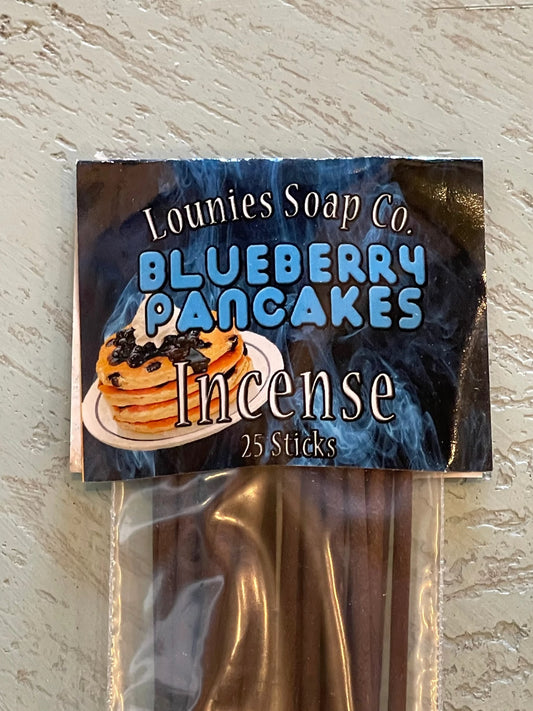 Lounies Soap Co.
BLUEBERRY
PANCAKES
Incense
25 Sticks